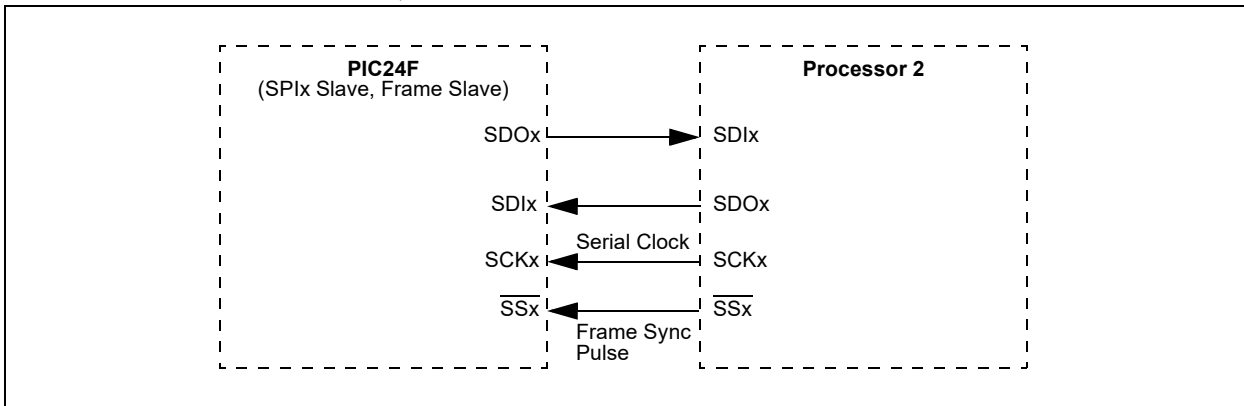 PIC24F
(SPIx Slave, Frame Slave)
Processor 2
SDOx
SDIx
SDIx
SDOx
Serial Clock
SCKx
SCKx
SSx
SSx
Frame Sync
Pulse